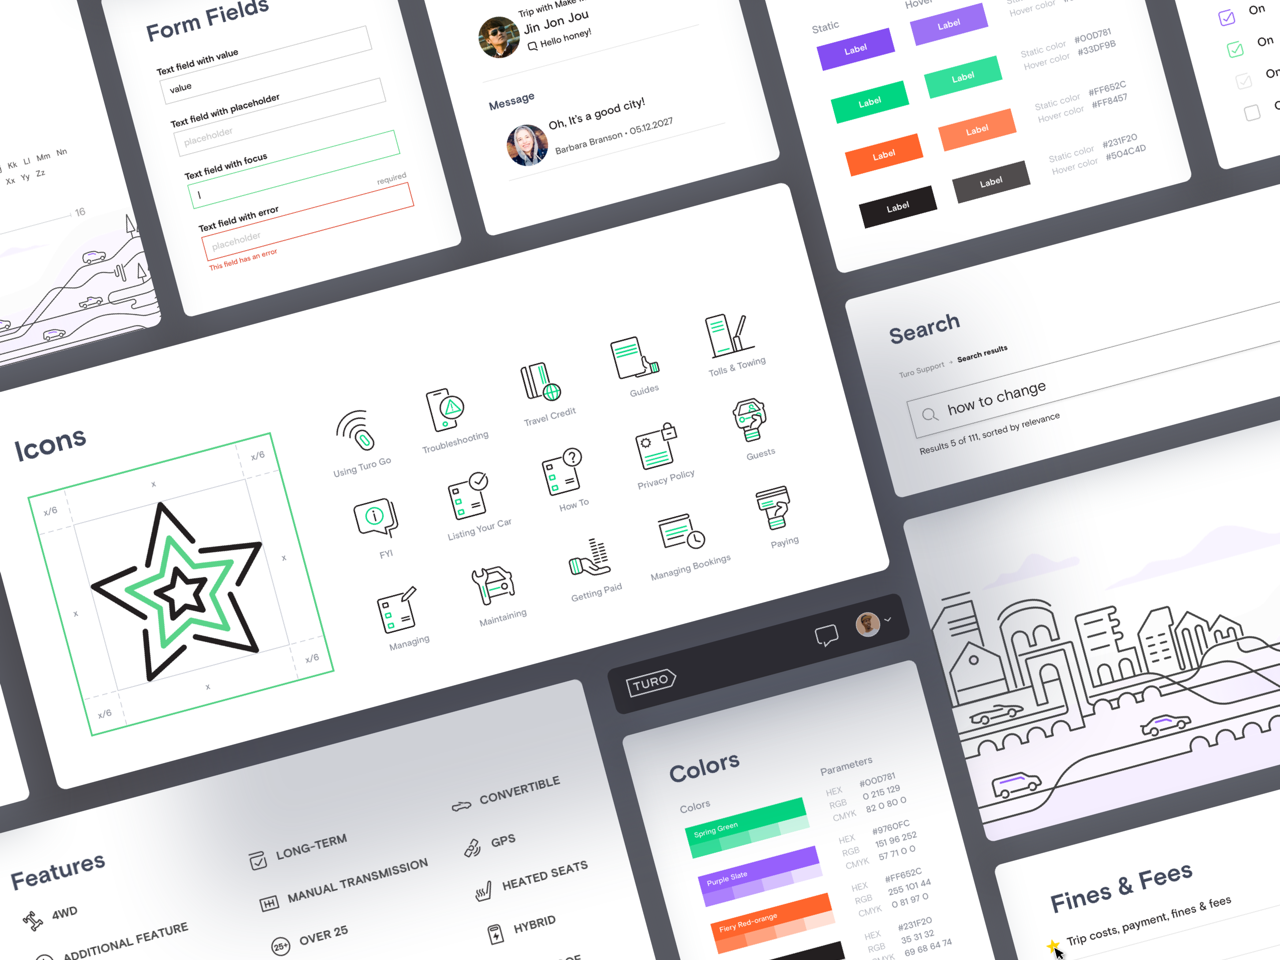 Kk Ll Mm Nn
Xx Yy Zz
16
Form Fields
Text field with value
value
Text field with placeholder
placeholder
Text field with focus
required
Text field with error
placeholder
This field has an error
Trip with
Jin Jon Jou
Hello honey!
Message
Oh, It's a good city!
Barbara Branson • 05.12.2027
Static
Label
Label
Hover color
Label
Label
Static color #00D781
Hover color #33DF9B
Label
Label
Static color #FF652C
Hover color #FF8457
Label
Label
Static color #231F20
Hover color #504C4D
On
On
On
Search
Turo Support • Search results
how to change
Results 5 of 111, sorted by relevance
Icons
x/6
x
x/6
x
x
x/6
x
x/6
Using Turo Go
Troubleshooting
Travel Credit
Guides
Tolls & Towing
FYI
Listing Your Car
How To
Privacy Policy
Guests
Managing
Maintaining
Getting Paid
Managing Bookings
Paying
TURO
Features
4WD
ADDITIONAL FEATURE
LONG-TERM
MANUAL TRANSMISSION
25+
OVER 25
CONVERTIBLE
GPS
HEATED SEATS
HYBRID
Colors
Colors
Parameters
Spring Green
HEX #00D781
RGB 0 215 129
CMYK 82 0 80 0
Purple Slate
HEX #9760FC
RGB 151 96 252
CMYK 57 71 0 0
Fiery Red-orange
HEX #FF652C
RGB 255 101 44
CMYK 0 81 97 0
HEX #231F20
RGB 35 31 32
CMYK 69 68 64 74
Fines & Fees
Trip costs, payment, fines & fees